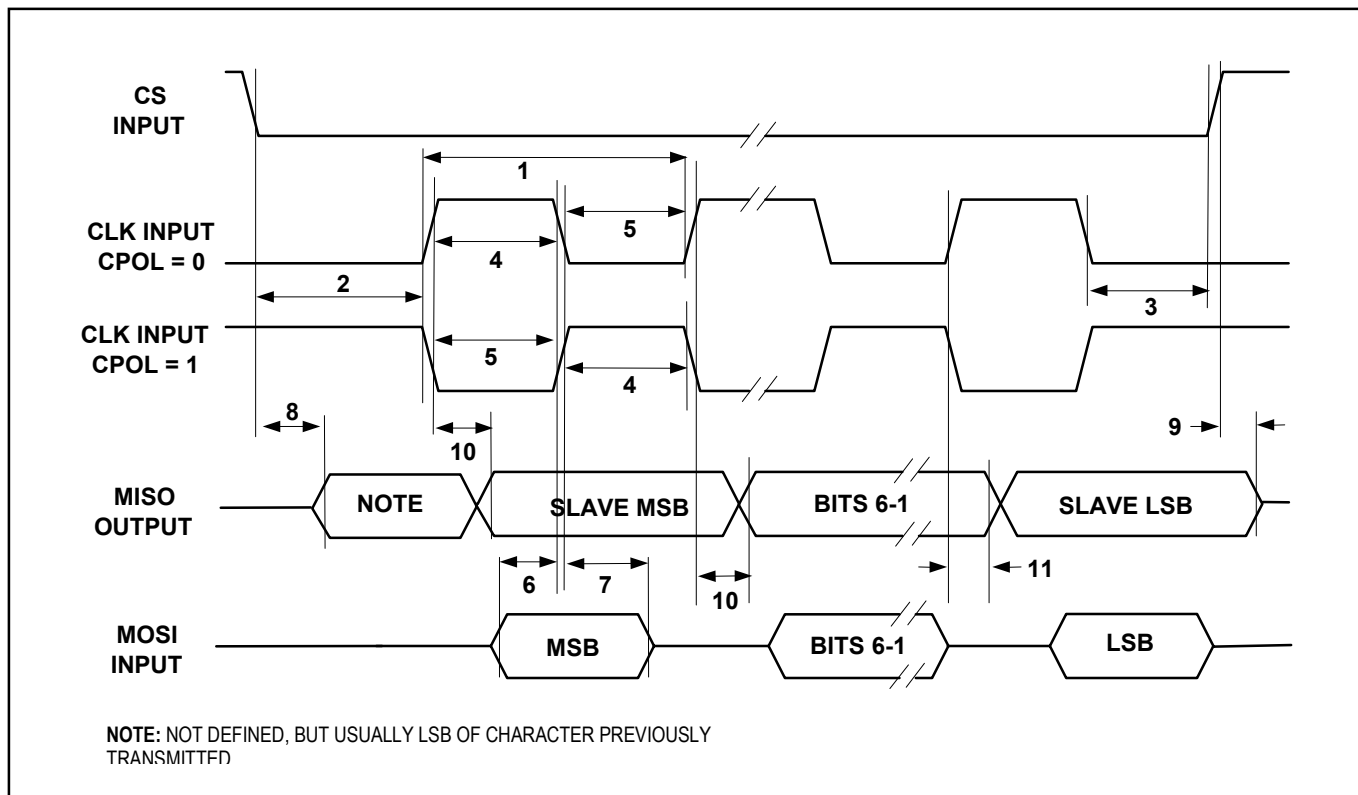 CS
INPUT
1
5
CLK INPUT
CPOL = 0
4
2
3
CLK INPUT
CPOL = 1
5
4
8
9
10
MISO
OUTPUT
NOTE
SLAVE MSB
BITS 6-1
SLAVE LSB
6
7
10
11
MOSI
INPUT
MSB
BITS 6-1
LSB
NOTE: NOT DEFINED, BUT USUALLY LSB OF CHARACTER PREVIOUSLY
TRANSMITTED